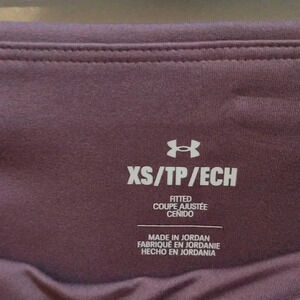 XS/TP/ECH
FITTED
COUPE AJUSTÉE
CEÑIDO
MADE IN JORDAN
FABRIQUÉ EN JORDANIE
HECHO EN JORDANIA